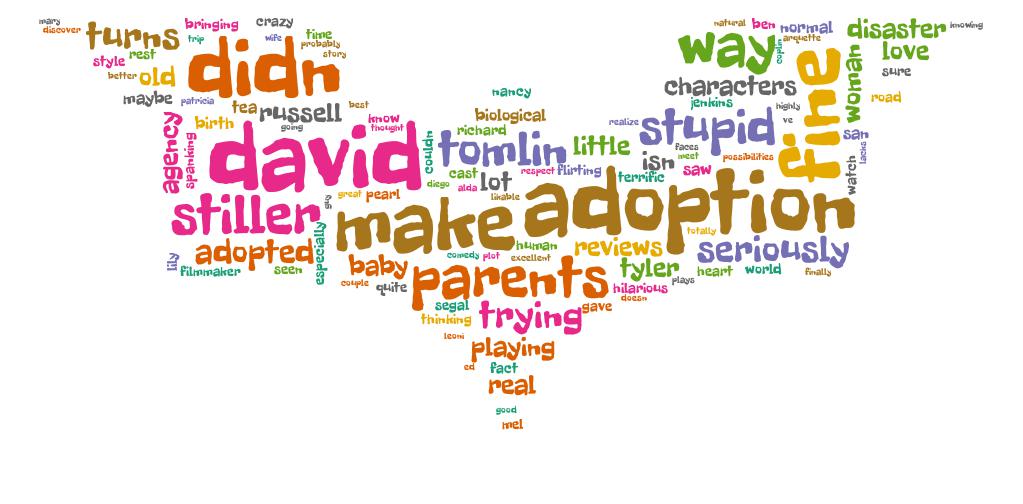 mary
discover
turns
trip
bringing
crazy
wife
time
probably
story
style
rest
better
old
didn
maybe
patricia
tea
russell
best
going
birth
agency
spanking
know
thought
david
couldn
nancy
biological
richard
tomlin
little
cast
lot
diego
alda
likable
respect
flirting
great
pearl
guy
stiller
make
adoption
natural
ben
normal
arquette
coplin
way
disaster
knowing
love
sure
woman
road
fine
characters
jenkins
highly
ve
realize
stupid
faces
isn
meet
saw
possibilities
terrific
san
lacks
watch
totally
adopted
lily
filmmaker
seen
especially
baby
couple
quite
human
comedy
plot
excellent
parents
reviews
tyler
seriously
heart
world
finally
plays
hilarious
doesn
gave
segal
thinking
trying
leoni
playing
ed
fact
real
good
mel